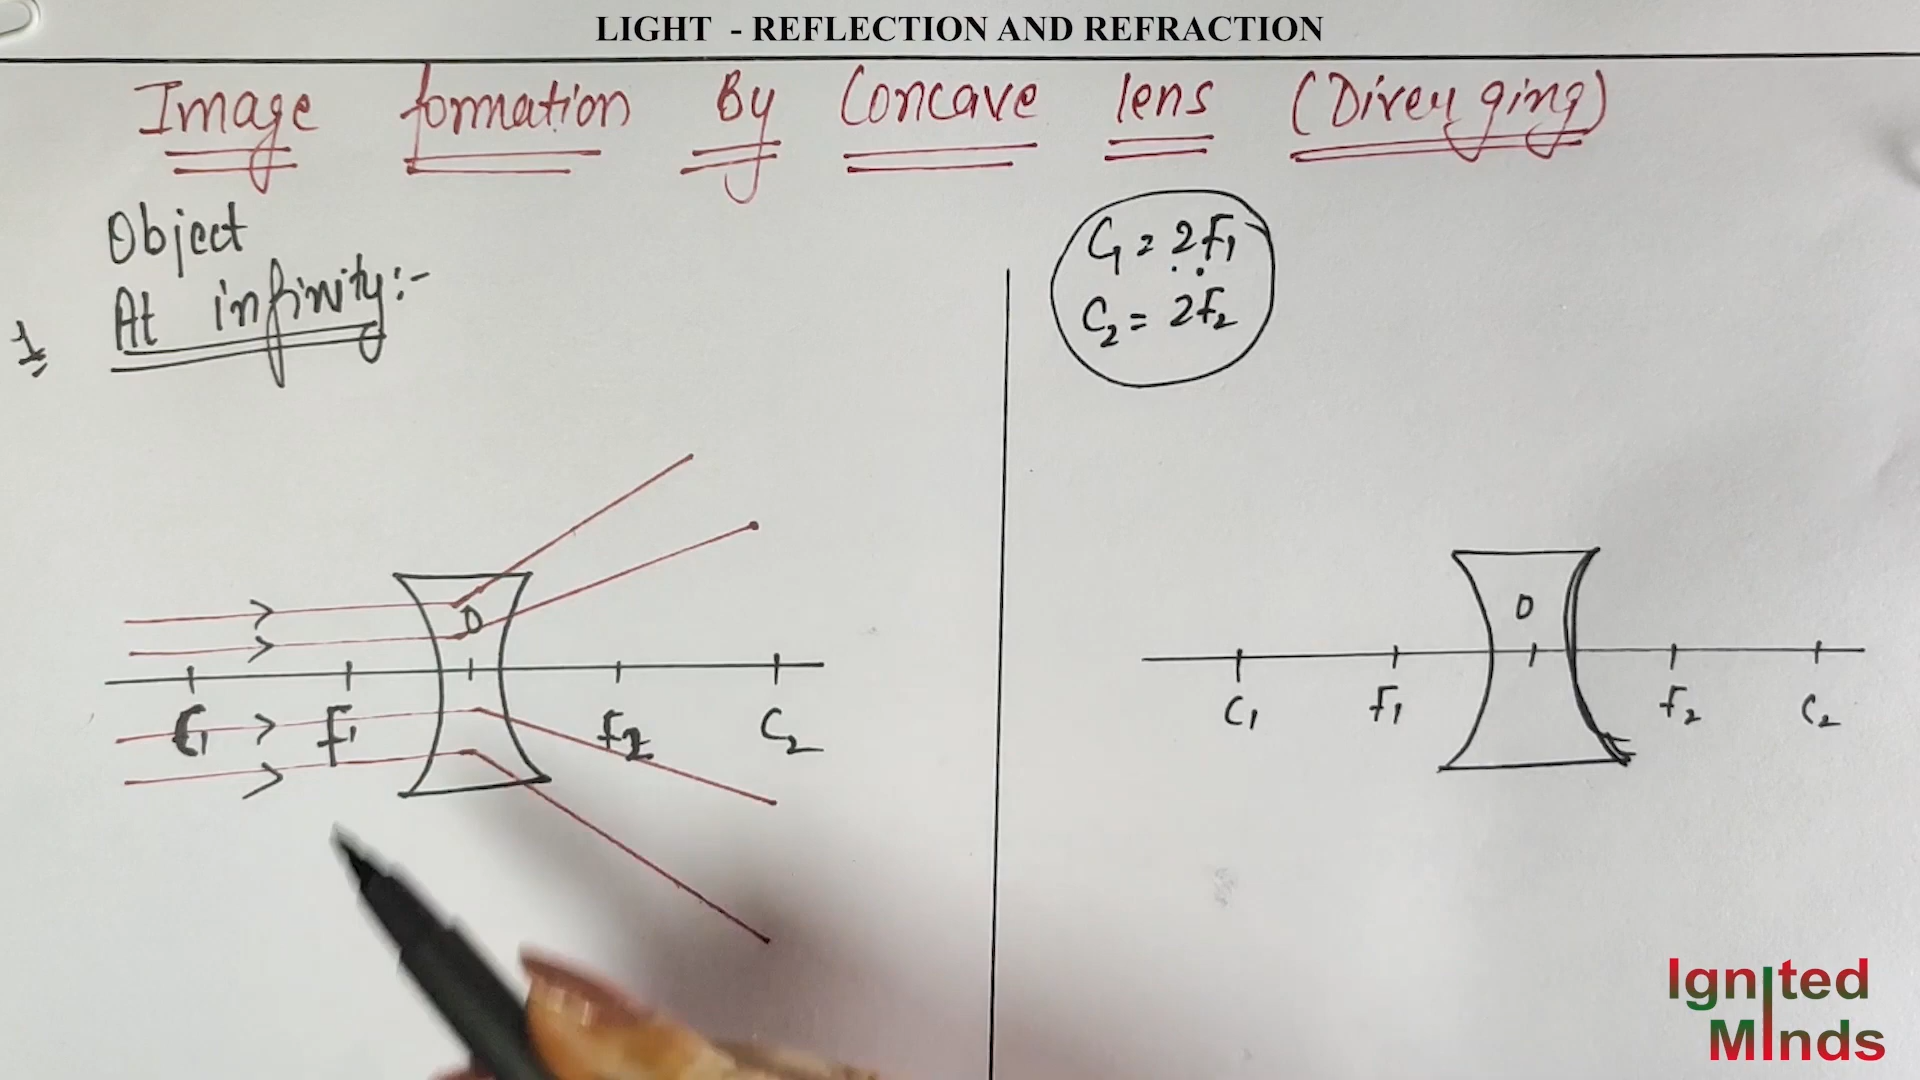 LIGHT - REFLECTION AND REFRACTION
Image formation By Concave lens (Diverging)
Object
1 At infinity:-
C1 = 2F1
C2 = 2F2
O
C1 F1 F2 C2
O
C1 F1 F2 C2
Ignited
Minds